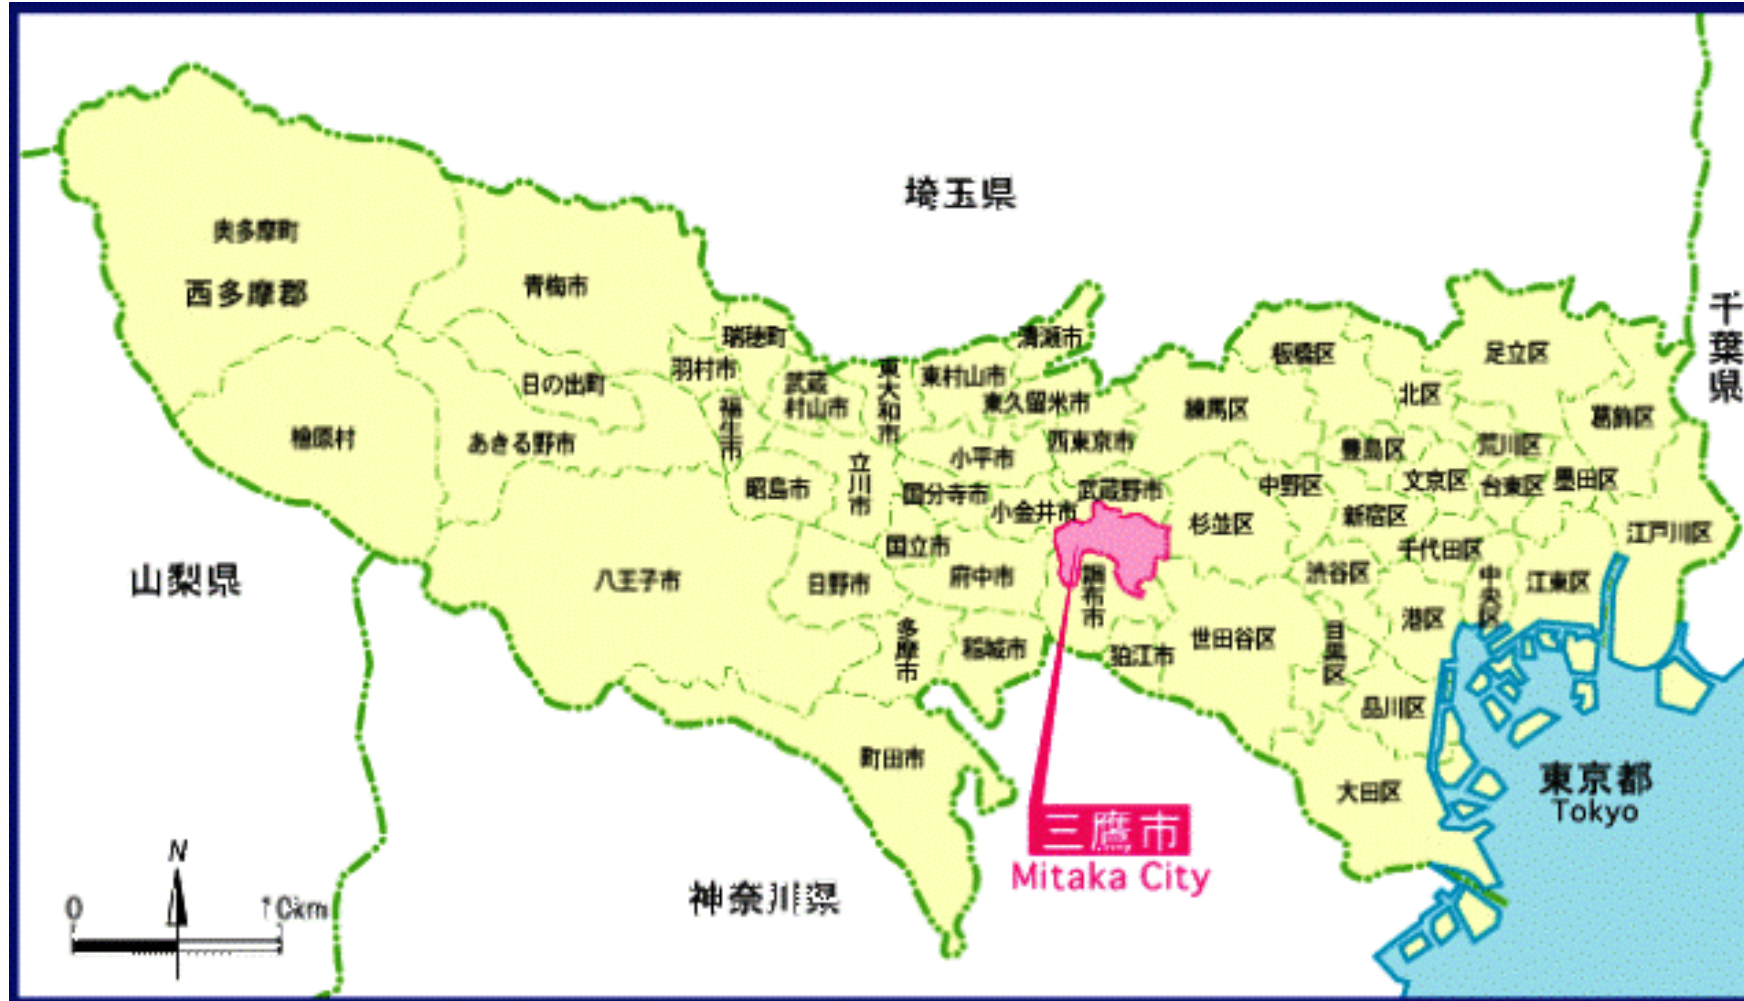 埼玉県
千葉県
奥多摩町
西多摩郡
青梅市
瑞穂町
羽村市
日の出町
檜原村
あきる野市
福生市
武蔵
村山市
東大和市
東村山市
清瀬市
東久留米市
西東京市
小平市
立川市
昭島市
国分寺市
小金井市
武蔵野市
国立市
府中市
調布市
八王子市
日野市
多摩市
稲城市
狛江市
町田市
板橋区
足立区
北区
練馬区
葛飾区
豊島区
荒川区
中野区
文京区
台東区
墨田区
杉並区
新宿区
千代田区
江戸川区
渋谷区
中央区
江東区
港区
世田谷区
目黒区
品川区
大田区
山梨県
神奈川県
東京都
Tokyo
三鷹市
Mitaka City
N
0
10km